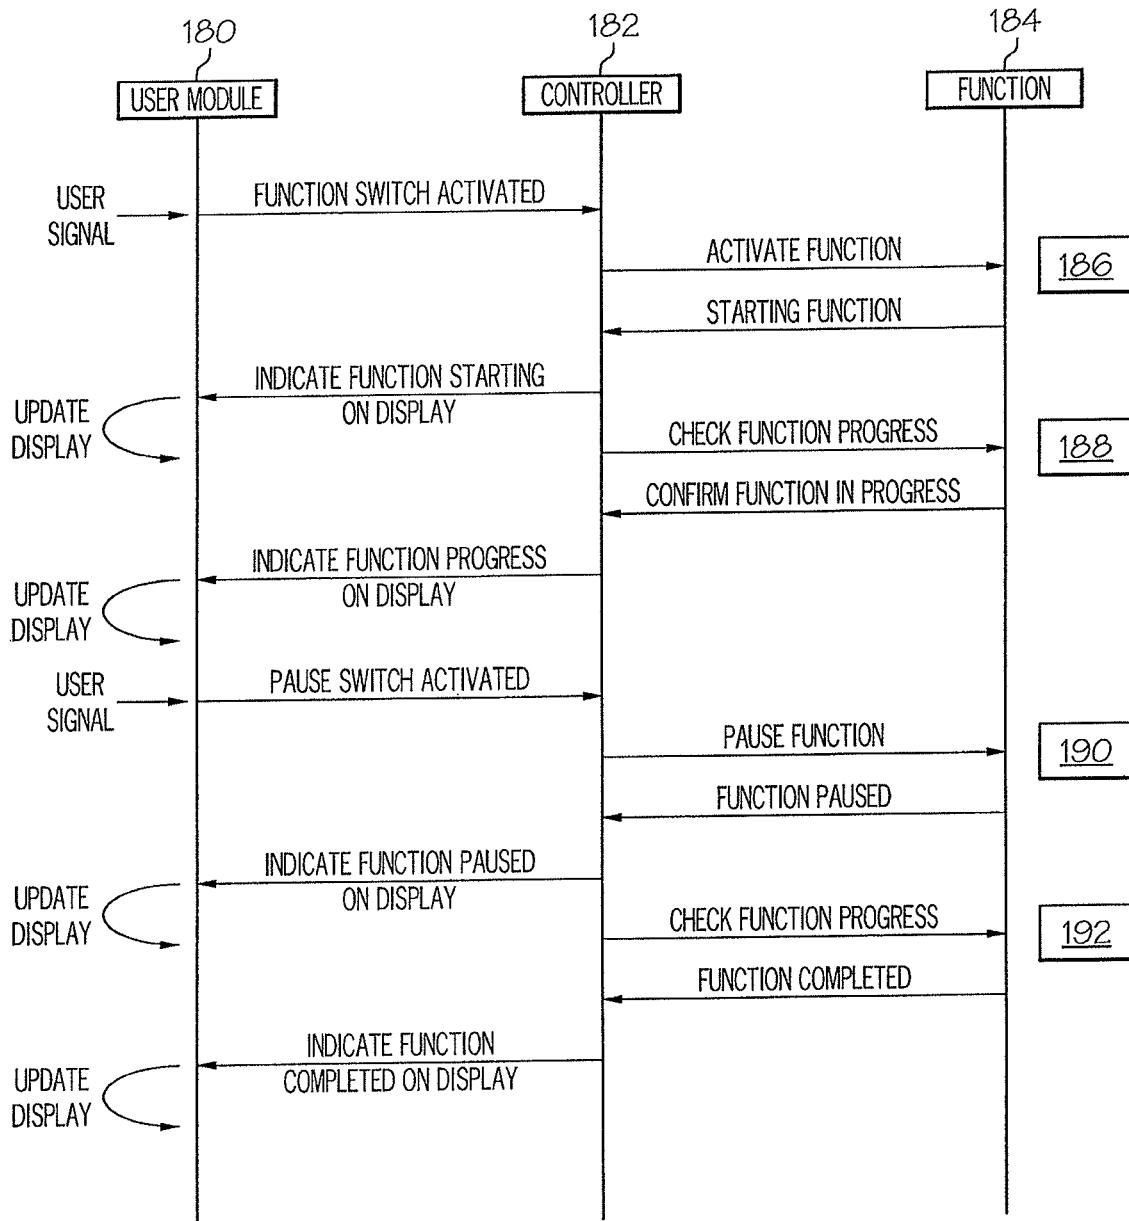 180
182
184
USER MODULE
CONTROLLER
FUNCTION
USER
SIGNAL
FUNCTION SWITCH ACTIVATED
ACTIVATE FUNCTION
186
STARTING FUNCTION
INDICATE FUNCTION STARTING
ON DISPLAY
UPDATE
DISPLAY
CHECK FUNCTION PROGRESS
188
CONFIRM FUNCTION IN PROGRESS
INDICATE FUNCTION PROGRESS
ON DISPLAY
UPDATE
DISPLAY
USER
SIGNAL
PAUSE SWITCH ACTIVATED
PAUSE FUNCTION
190
FUNCTION PAUSED
INDICATE FUNCTION PAUSED
ON DISPLAY
UPDATE
DISPLAY
CHECK FUNCTION PROGRESS
192
FUNCTION COMPLETED
INDICATE FUNCTION
COMPLETED ON DISPLAY
UPDATE
DISPLAY